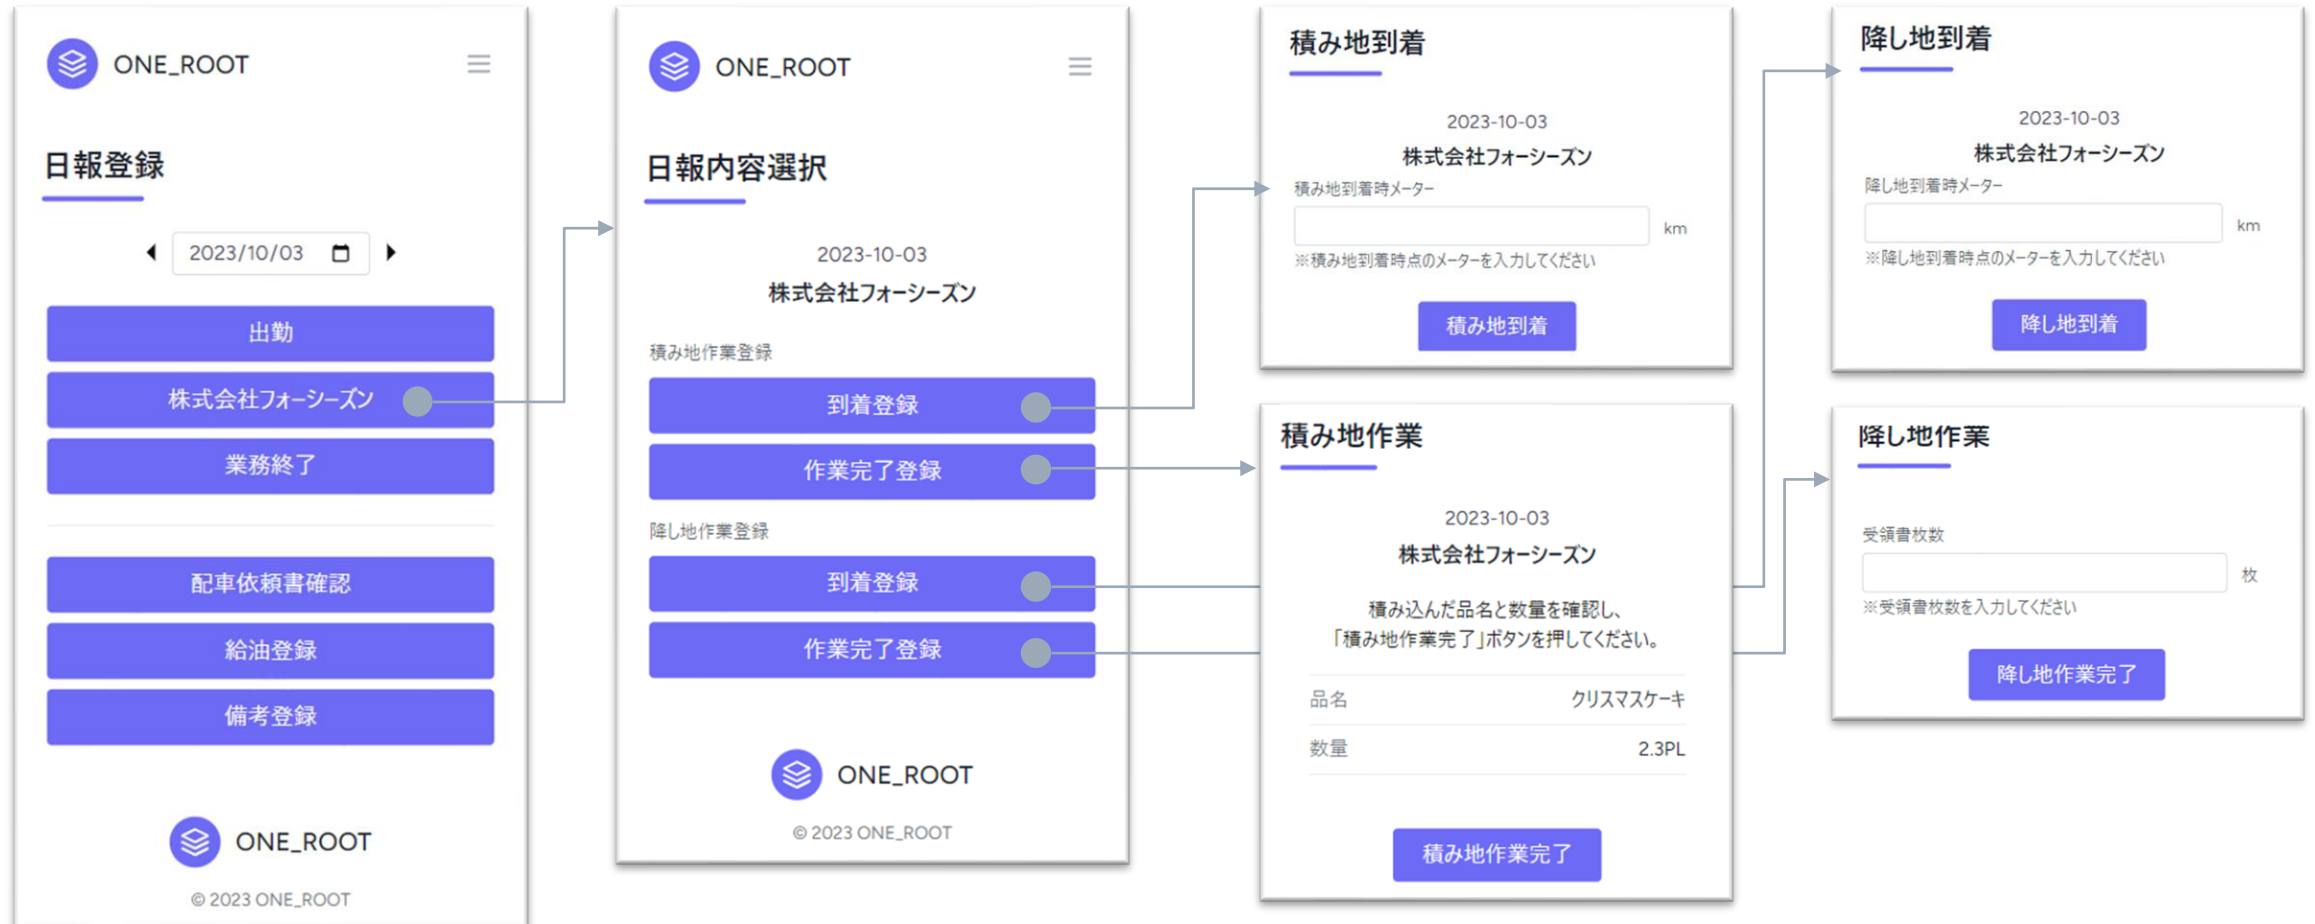 ONE_ROOT
日報登録
2023/10/03
出勤
株式会社フォーシーズン
業務終了
配車依頼書確認
給油登録
備考登録
ONE_ROOT
© 2023 ONE_ROOT
ONE_ROOT
日報内容選択
2023-10-03
株式会社フォーシーズン
積み地作業登録
到着登録
作業完了登録
降し地作業登録
到着登録
作業完了登録
ONE_ROOT
© 2023 ONE_ROOT
積み地到着
2023-10-03
株式会社フォーシーズン
積み地到着時メーター
km
※積み地到着時点のメーターを入力してください
積み地到着
積み地作業
2023-10-03
株式会社フォーシーズン
積み込んだ品名と数量を確認し、
「積み地作業完了」ボタンを押してください。
品名 クリスマスケーキ
数量 2.3PL
積み地作業完了
降し地到着
2023-10-03
株式会社フォーシーズン
降し地到着時メーター
km
※降し地到着時点のメーターを入力してください
降し地到着
降し地作業
受領書枚数
枚
※受領書枚数を入力してください
降し地作業完了